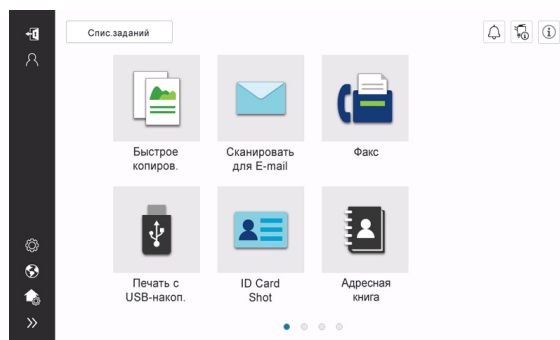 Спис.заданий
Быстрое
копиров.
Сканировать
для E-mail
Факс
Печать с
USB-накоп.
ID Card
Shot
Адресная
книга